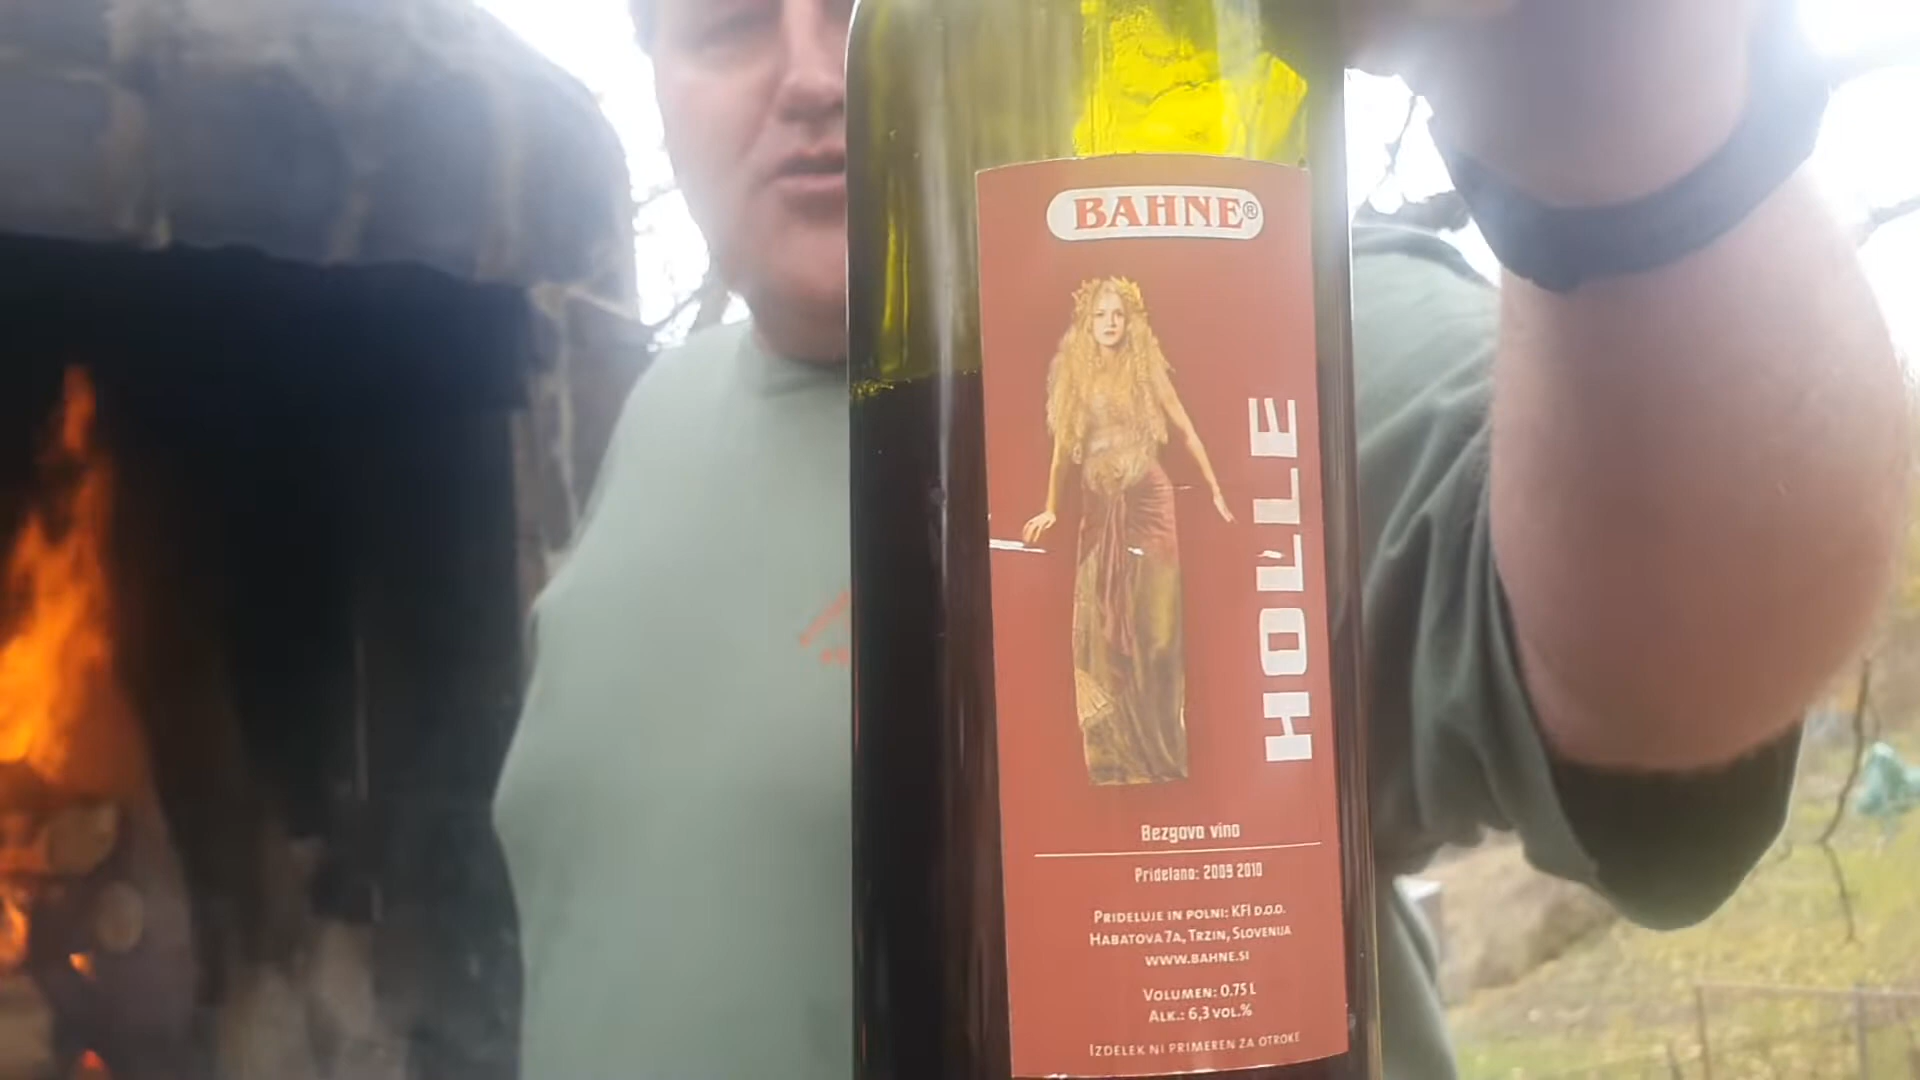 BAHNE®
HOLLE
Bezgovo vino
Pridelano: 2009 2010
PRIDELUJE IN POLNI: KFI D.O.O.
HABATOVA 7A, TRZIN, SLOVENIJA
WWW.BAHNE.SI
VOLUMEN: 0.75 L
ALK.: 6,3 VOL.%
IZDELEK NI PRIMEREN ZA OTROKE